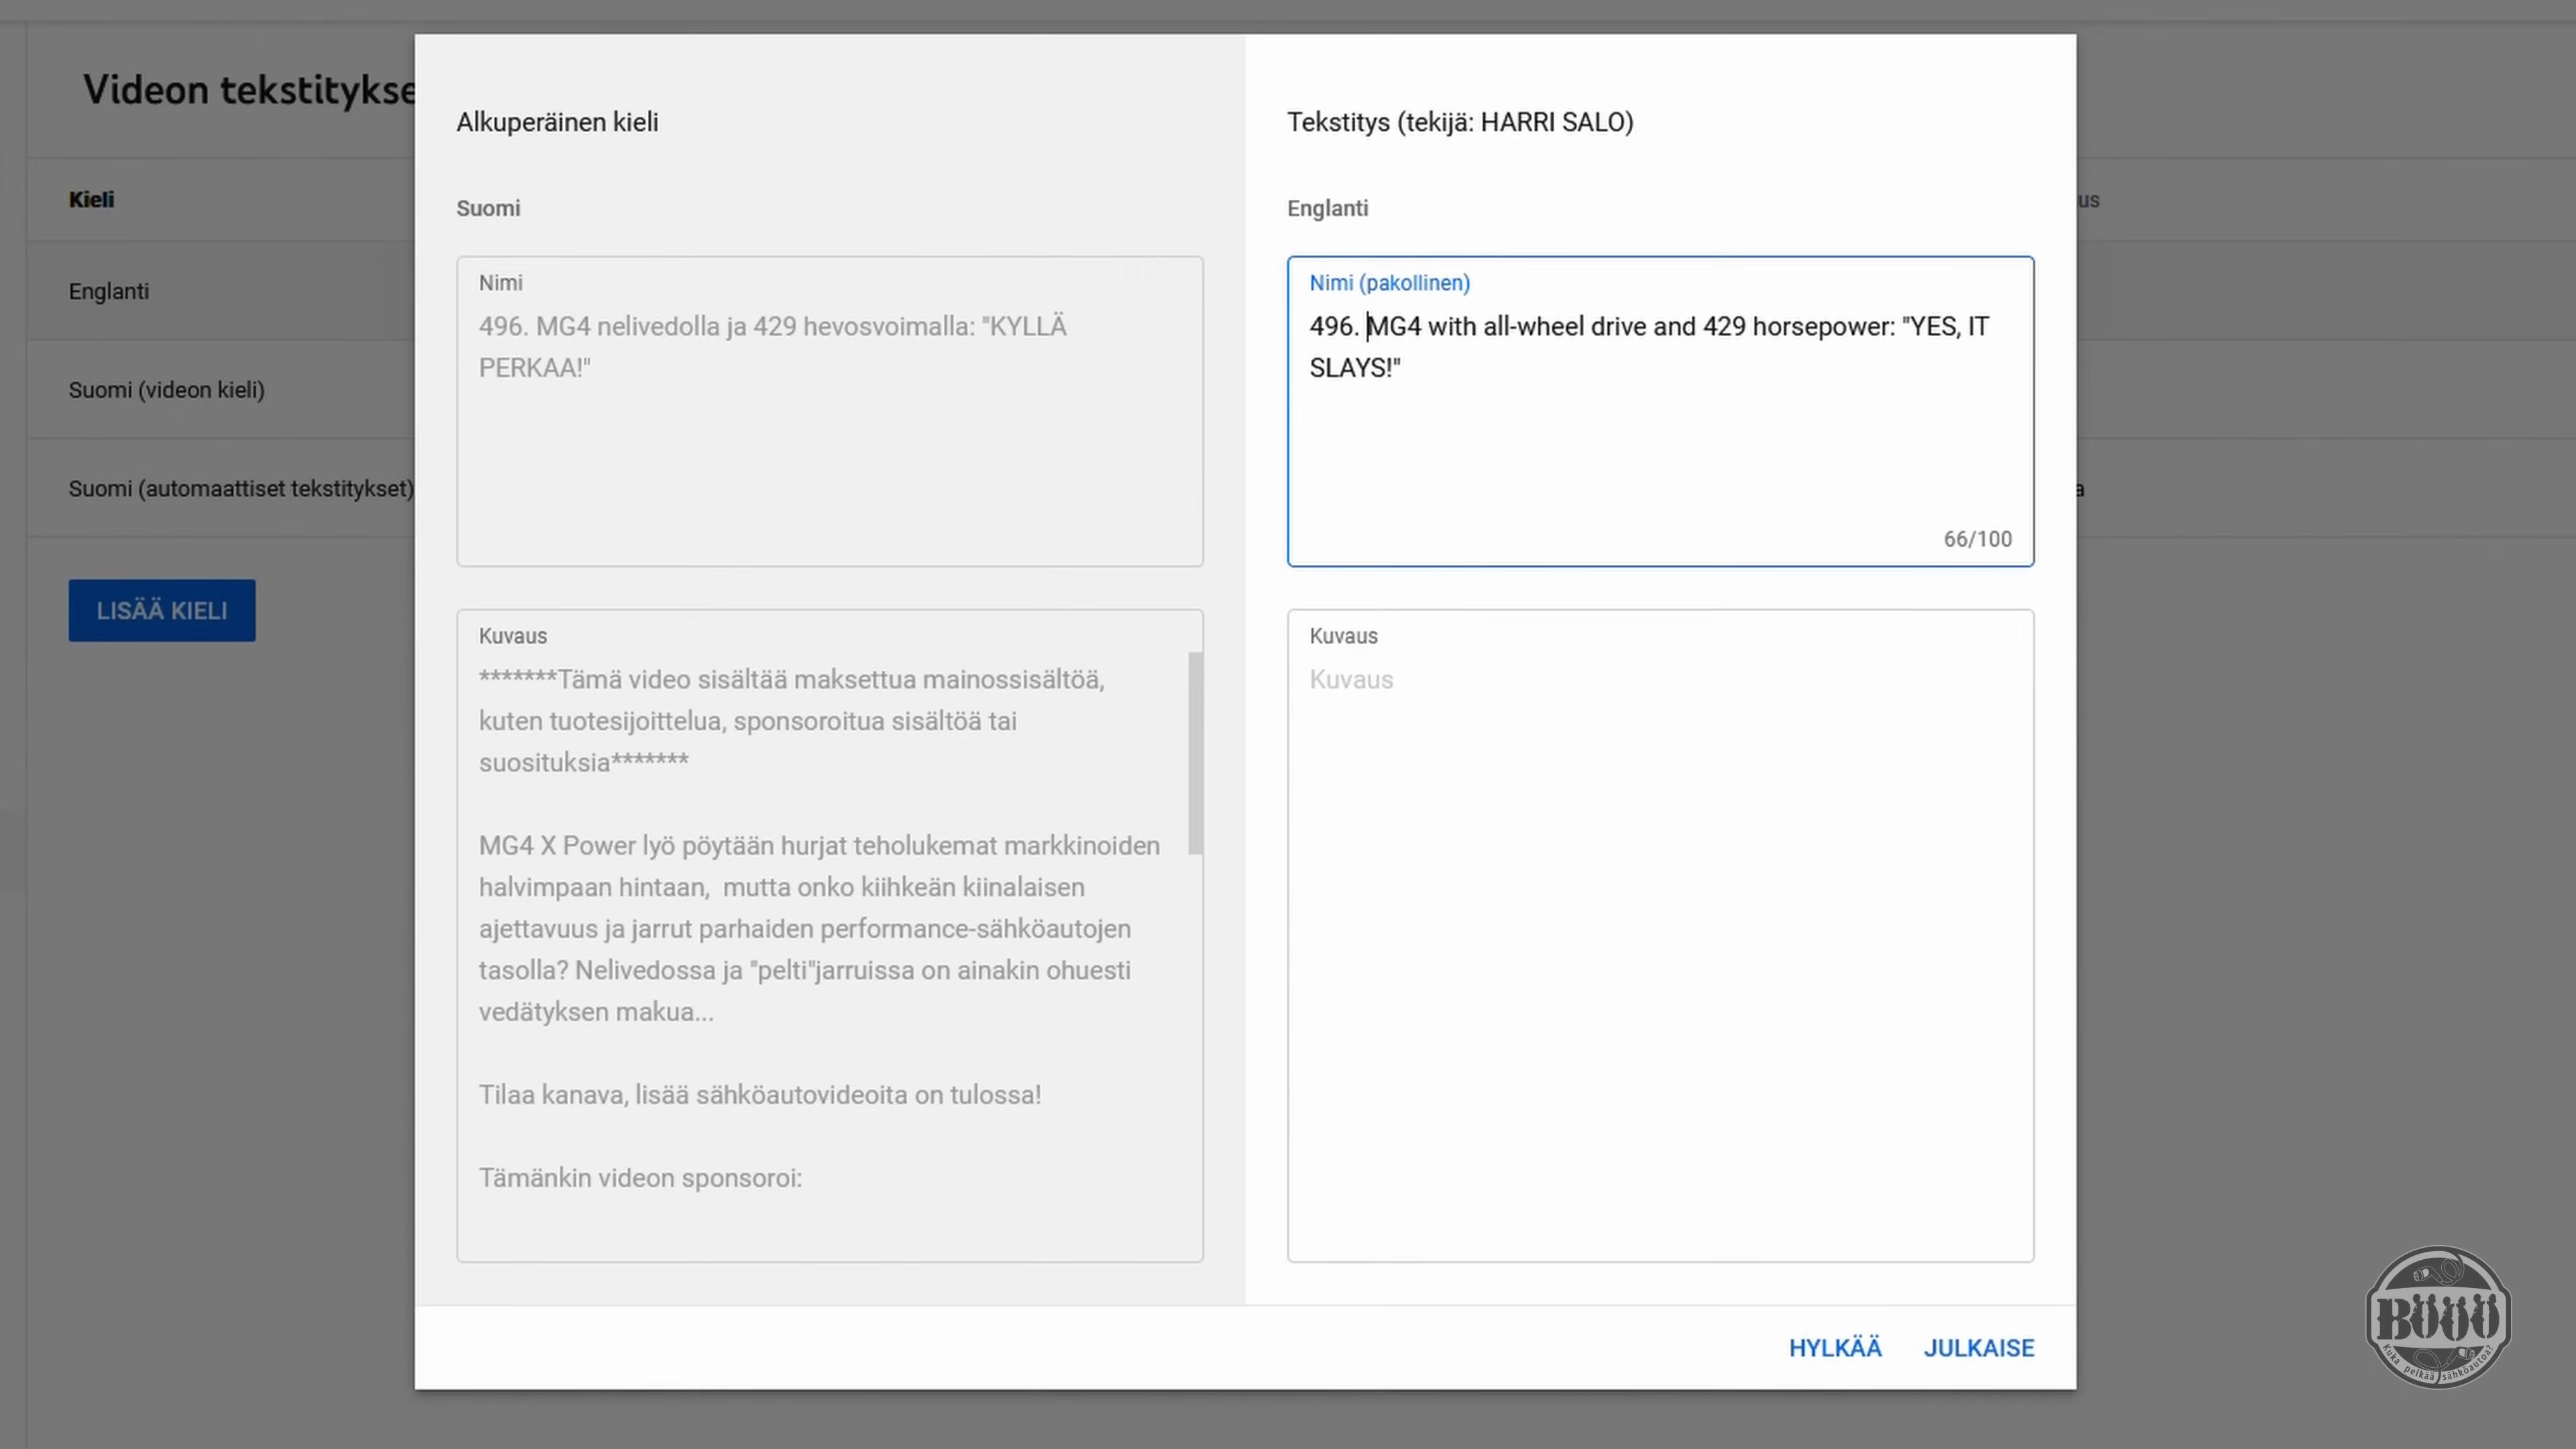 Videon tekstitykse
Kieli
us
Englanti
Suomi (videon kieli)
Suomi (automaattiset tekstitykset)
a
LISÄÄ KIELI
Alkuperäinen kieli
Suomi
Nimi
496. MG4 nelivedolla ja 429 hevosvoimalla: "KYLLÄ
PERKAA!"
Kuvaus
*******Tämä video sisältää maksettua mainossisältöä,
kuten tuotesijoittelua, sponsoroitua sisältöä tai
suosituksia*******
MG4 X Power lyö pöytään hurjat teholukemat markkinoiden
halvimpaan hintaan,  mutta onko kiihkeän kiinalaisen
ajettavuus ja jarrut parhaiden performance-sähköautojen
tasolla? Nelivedossa ja "pelti"jarruissa on ainakin ohuesti
vedätyksen makua...
Tilaa kanava, lisää sähköautovideoita on tulossa!
Tämänkin videon sponsoroi:
Tekstitys (tekijä: HARRI SALO)
Englanti
Nimi (pakollinen)
496. MG4 with all-wheel drive and 429 horsepower: "YES, IT
SLAYS!"
66/100
Kuvaus
Kuvaus
HYLKÄÄ
JULKAISE
BÖÖÖ
Kuka pelkää sähköautoa?